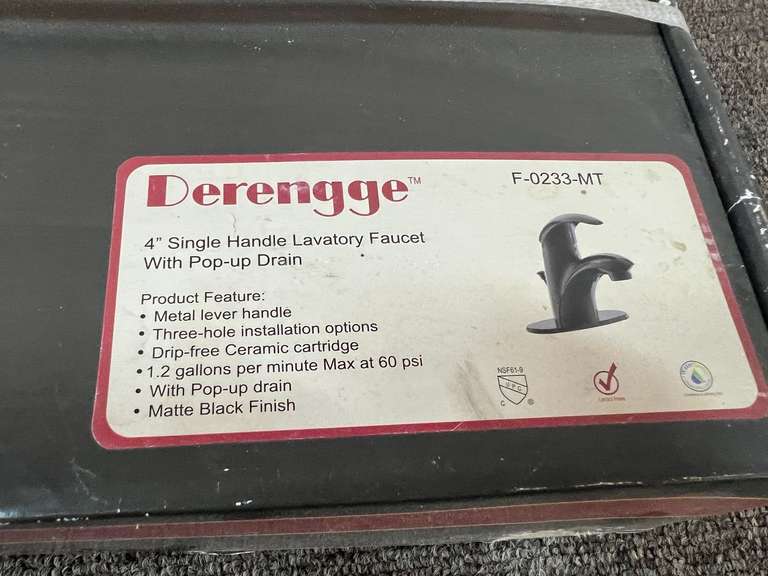 Derengge™
F-0233-MT
4” Single Handle Lavatory Faucet
With Pop-up Drain
Product Feature:
• Metal lever handle
• Three-hole installation options
• Drip-free Ceramic cartridge
• 1.2 gallons per minute Max at 60 psi
• With Pop-up drain
• Matte Black Finish
NSF61-9
UPC
C ®